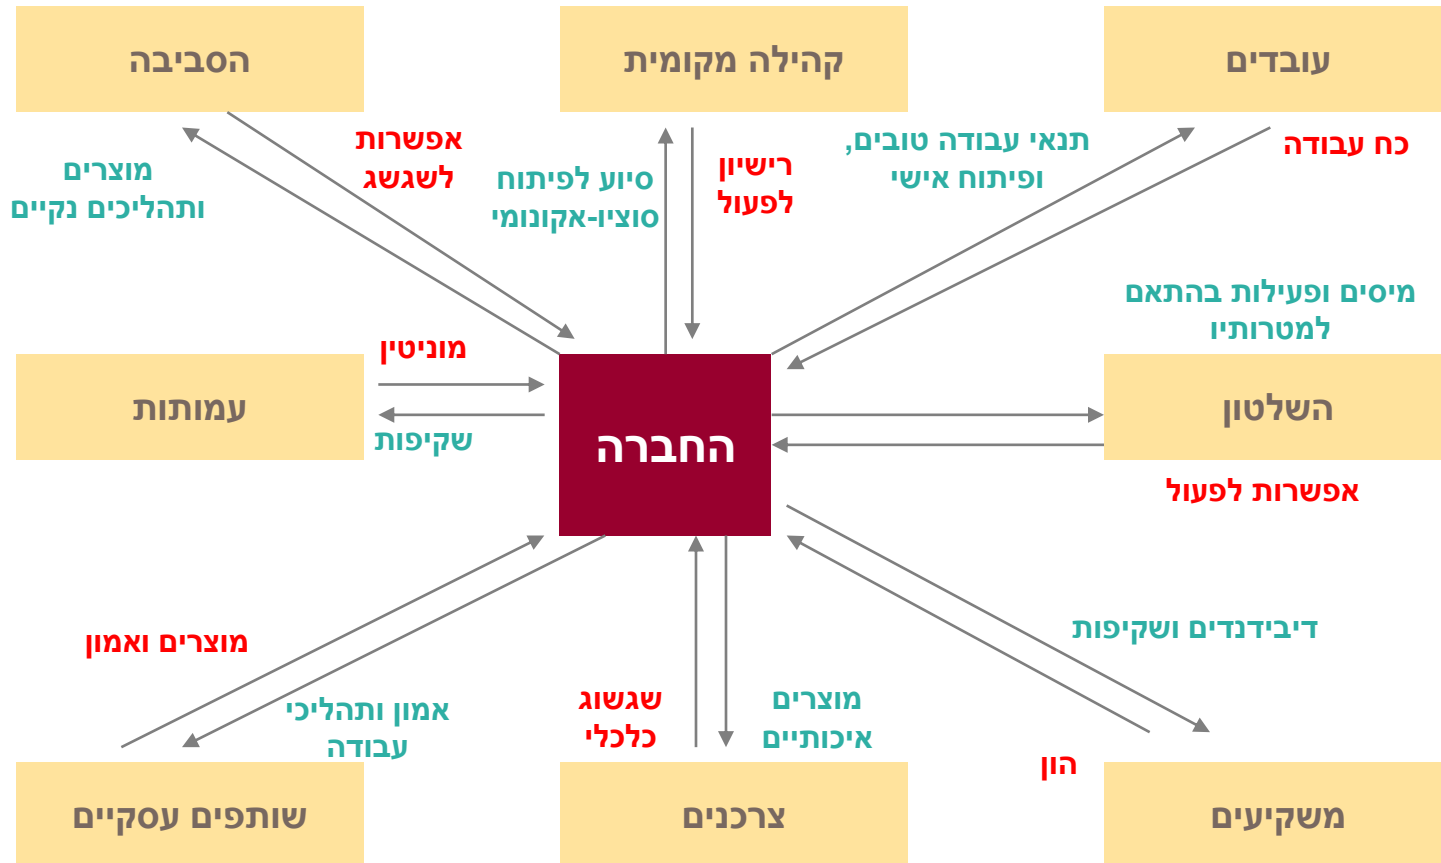 עובדים
קהילה מקומית
הסביבה
כח עבודה
תנאי עבודה טובים,
ופיתוח אישי
רישיון
לפעול
סיוע לפיתוח
סוציו-אקונומי
אפשרות
לשגשג
מוצרים
ותהליכים נקיים
מיסים ופעילות בהתאם
למטרותיו
השלטון
אפשרות לפעול
החברה
מוניטין
עמותות
שקיפות
דיבידנדים ושקיפות
הון
מוצרים
איכותיים
שגשוג
כלכלי
מוצרים ואמון
אמון ותהליכי
עבודה
משקיעים
צרכנים
שותפים עסקיים